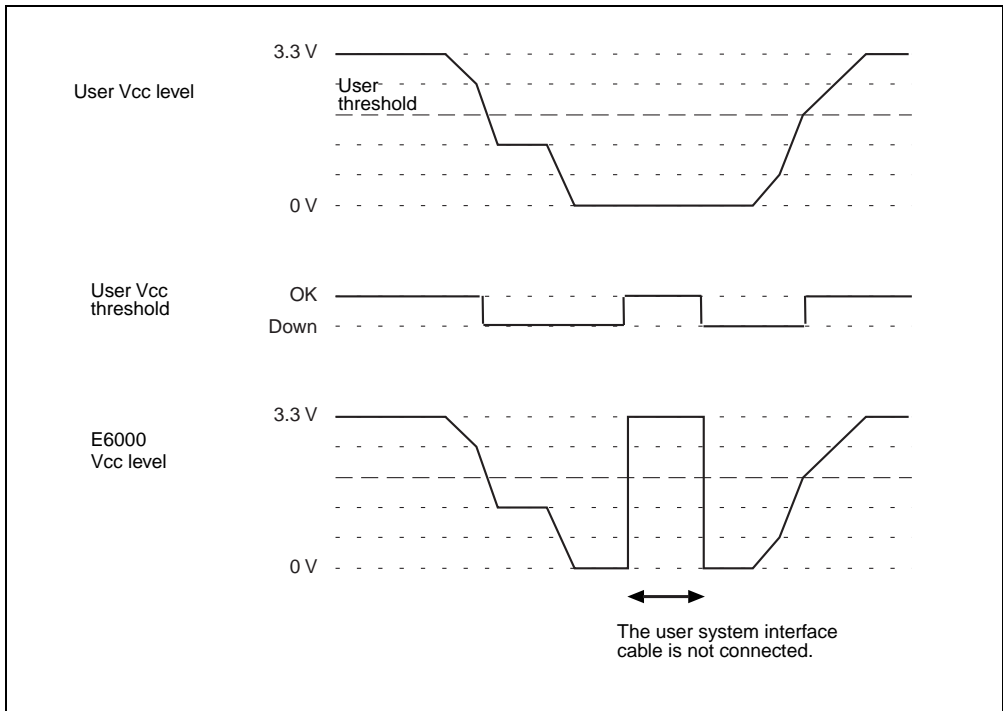 3.3 V
User Vcc level
User
threshold
0 V
User Vcc
threshold
OK
Down
3.3 V
E6000
Vcc level
0 V
The user system interface
cable is not connected.